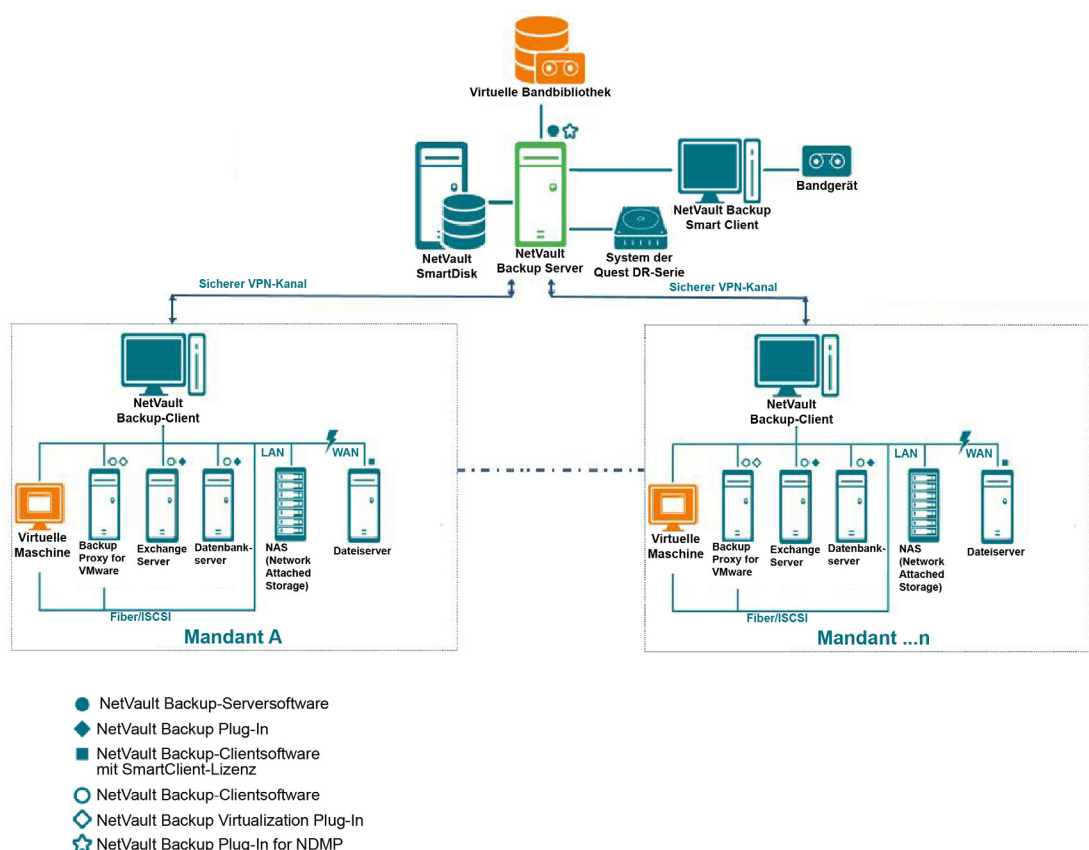 Virtuelle Bandbibliothek
Bandgerät
NetVault Backup
Smart Client
NetVault
SmartDisk
NetVault
Backup Server
System der
Quest DR-Serie
Sicherer VPN-Kanal
Sicherer VPN-Kanal
NetVault
Backup-Client
LAN
WAN
Virtuelle
Maschine
Backup
Proxy for
VMware
Exchange
Server
Datenbank-
server
NAS
(Network
Attached
Storage)
Dateiserver
Fiber/ISCSI
Mandant A
NetVault
Backup-Client
LAN
WAN
Virtuelle
Maschine
Backup
Proxy for
VMware
Exchange
Server
Datenbank-
server
NAS
(Network
Attached
Storage)
Dateiserver
Fiber/ISCSI
Mandant ...n
NetVault Backup-Serversoftware
NetVault Backup Plug-In
NetVault Backup-Clientsoftware
mit SmartClient-Lizenz
NetVault Backup-Clientsoftware
NetVault Backup Virtualization Plug-In
NetVault Backup Plug-In for NDMP